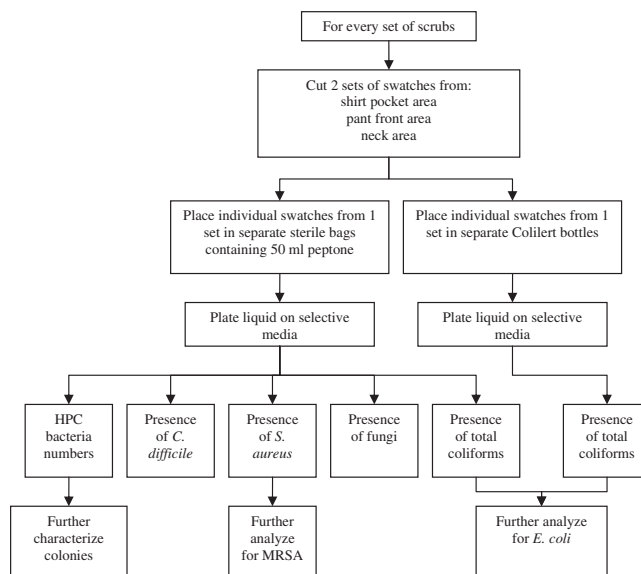 For every set of scrubs
Cut 2 sets of swatches from:
shirt pocket area
pant front area
neck area
Place individual swatches from 1
set in separate sterile bags
containing 50 ml peptone
Place individual swatches from 1
set in separate Colilert bottles
Plate liquid on selective
media
Plate liquid on selective
media
HPC
bacteria
numbers
Presence
of C.
difficile
Presence
of S.
aureus
Presence
of fungi
Presence
of total
coliforms
Presence
of total
coliforms
Further
characterize
colonies
Further
analyze
for MRSA
Further analyze
for E. coli